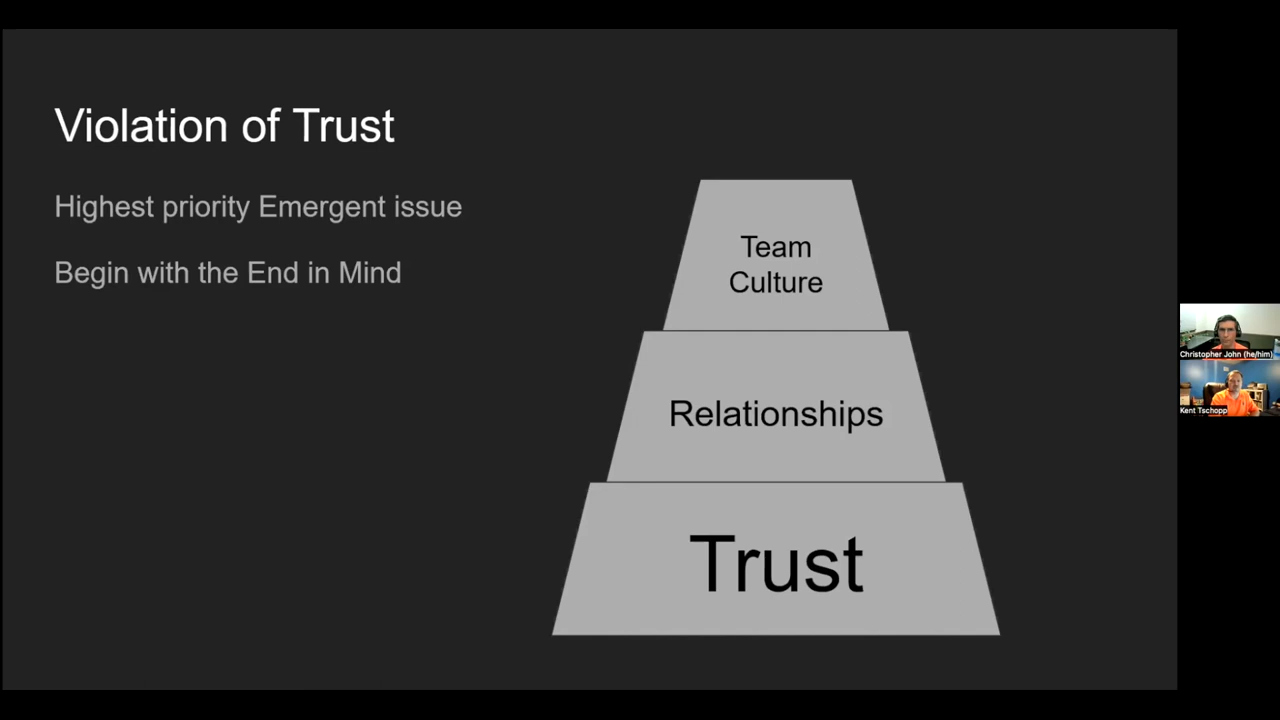 Violation of Trust
Highest priority Emergent issue
Begin with the End in Mind
Team
Culture
Relationships
Trust
Christopher John (he/him)
Kent Tschopp